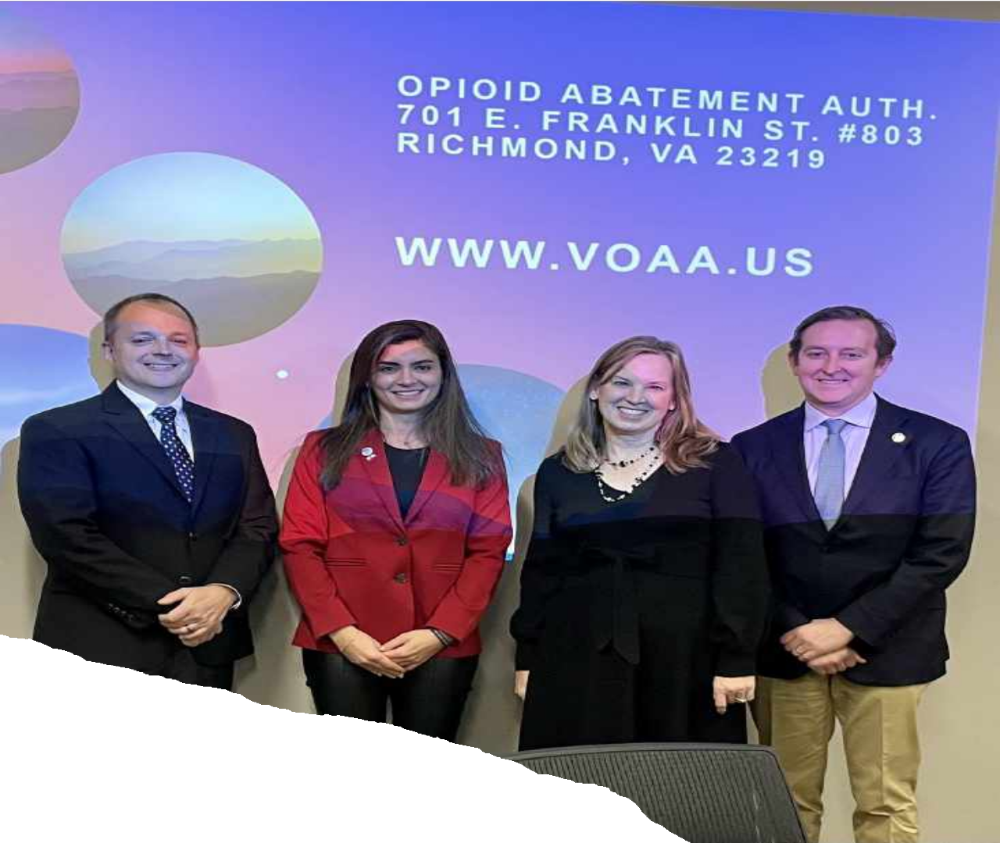 OPIOID ABATEMENT AUTH.
701 E. FRANKLIN ST. #803
RICHMOND, VA 23219
WWW.VOAA.US